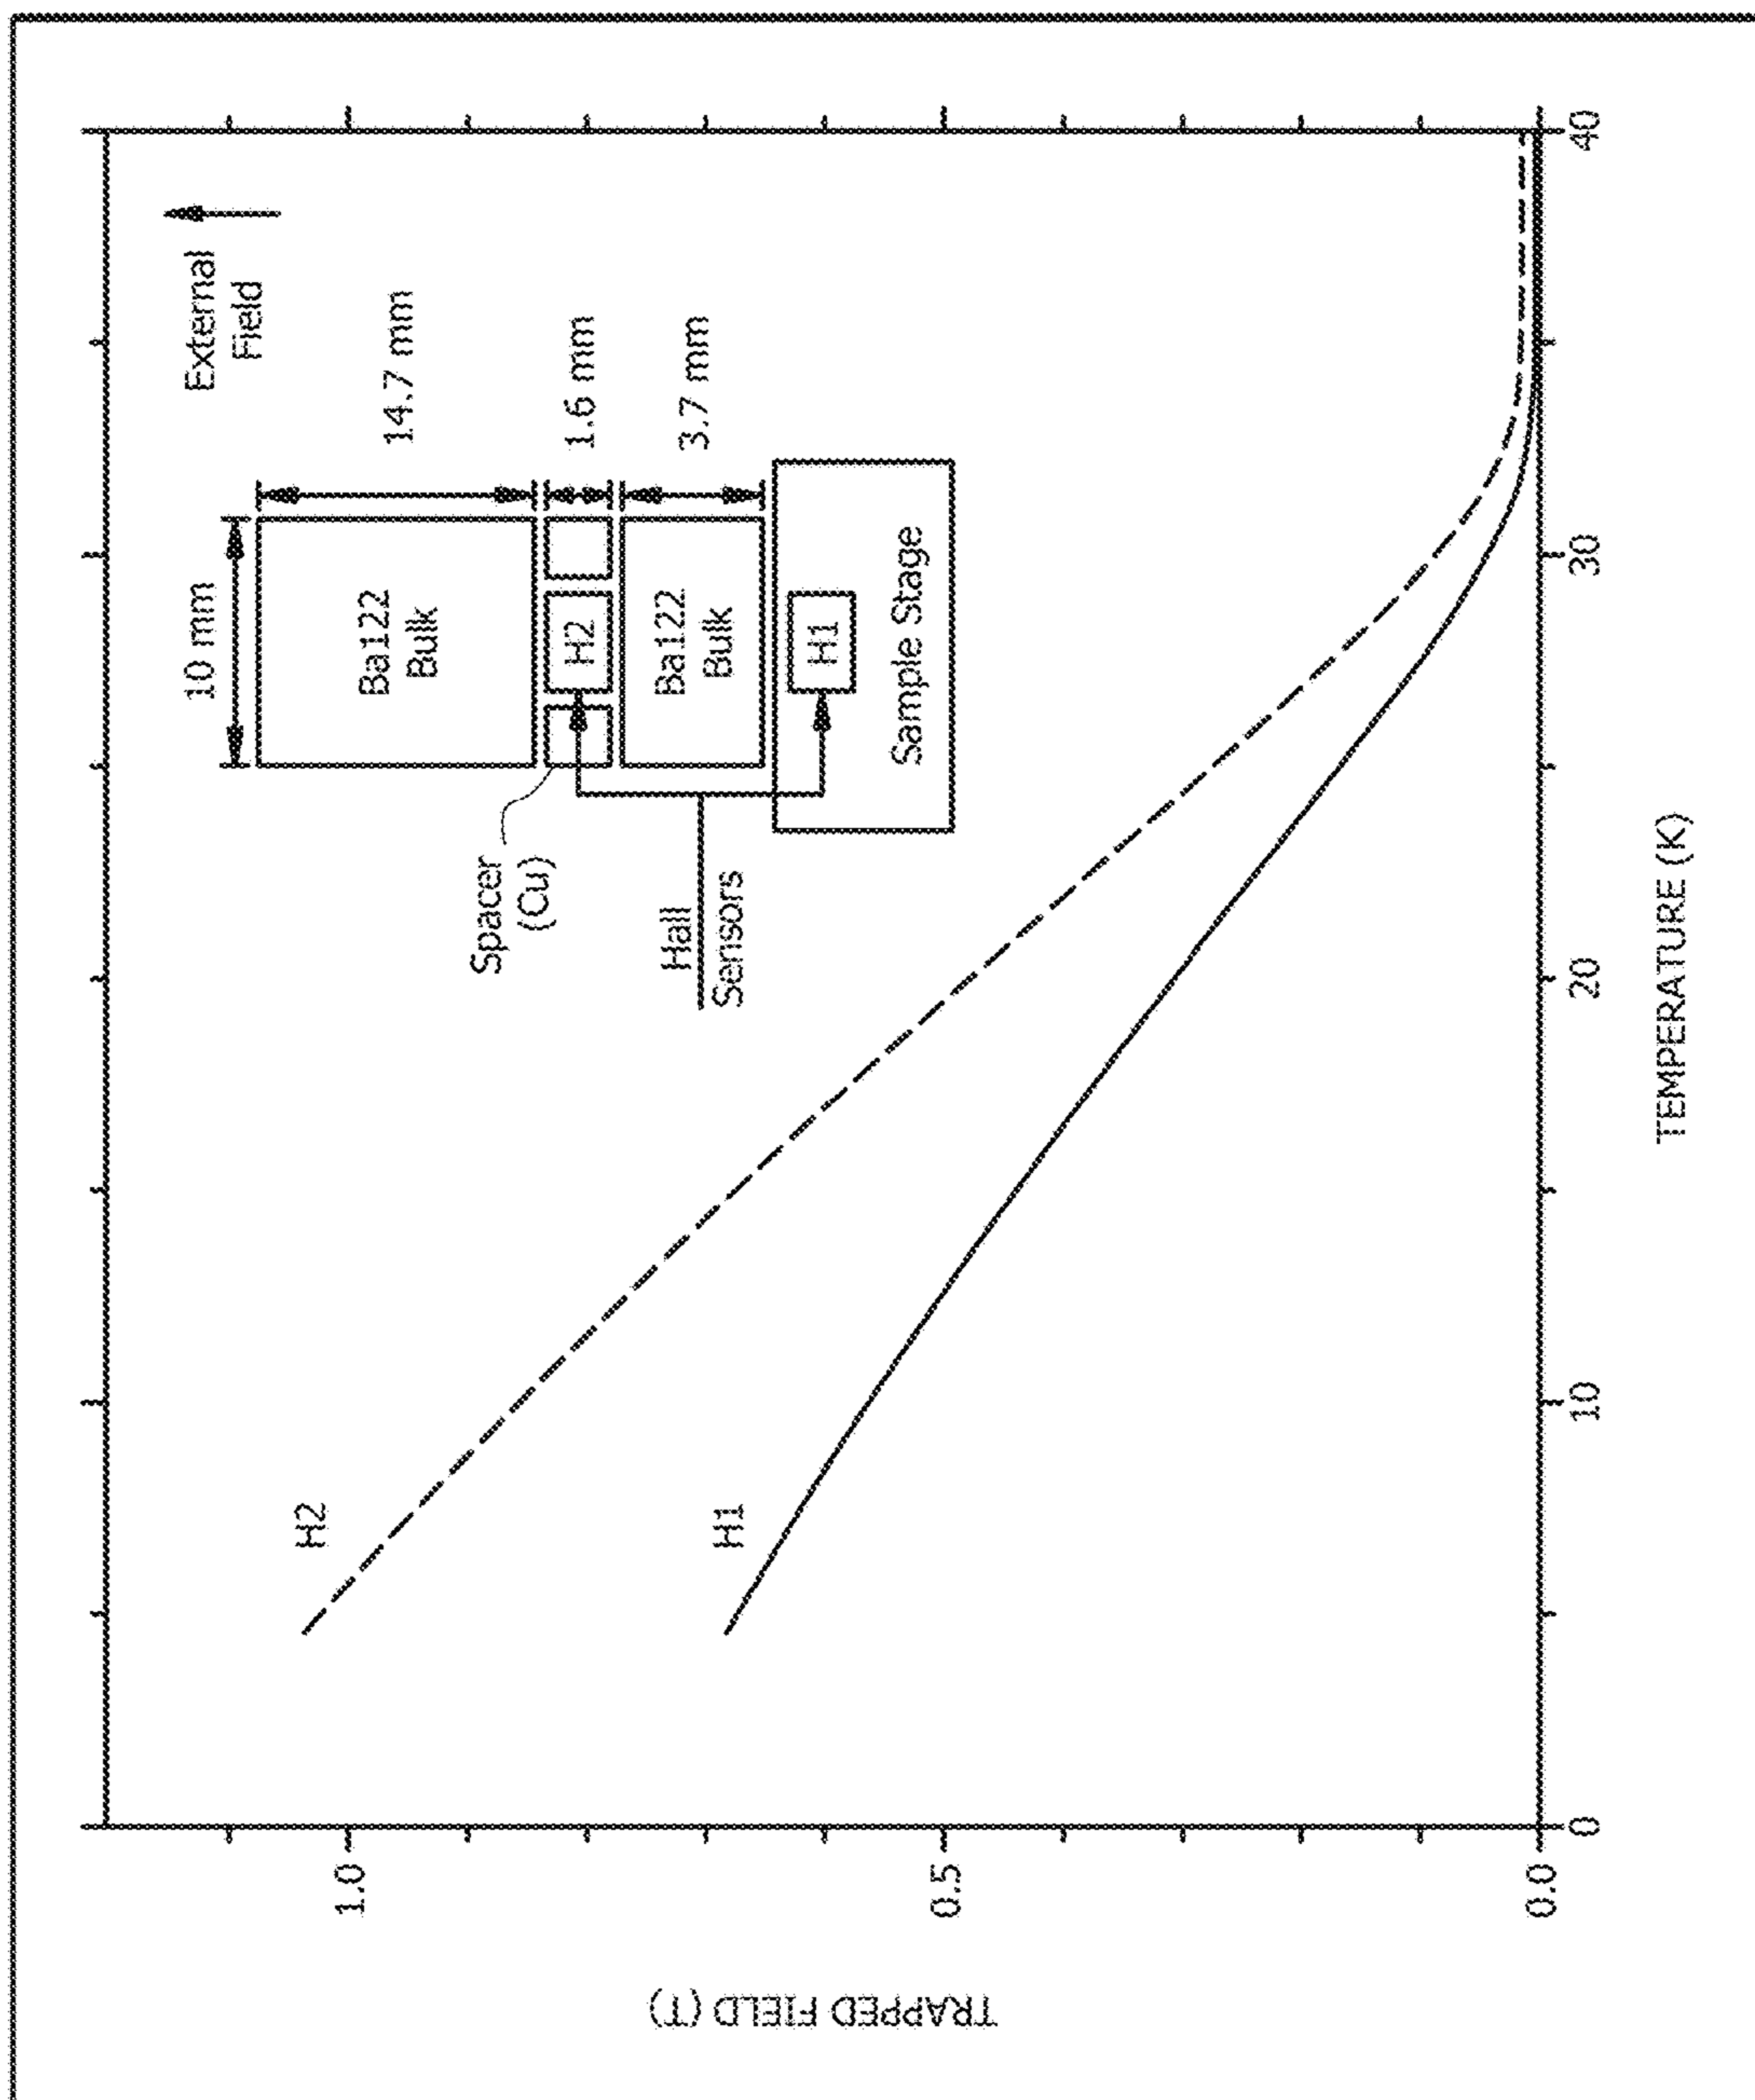 TRAPPED FIELD (T)
1.0
0.5
0.0
H2
H1
10 mm
External
Field
Ba122
Bulk
14.7 mm
Spacer
(Cu)
H2
1.6 mm
Hall
Sensors
Ba122
Bulk
3.7 mm
H1
Sample Stage
0
10
20
30
40
TEMPERATURE (K)